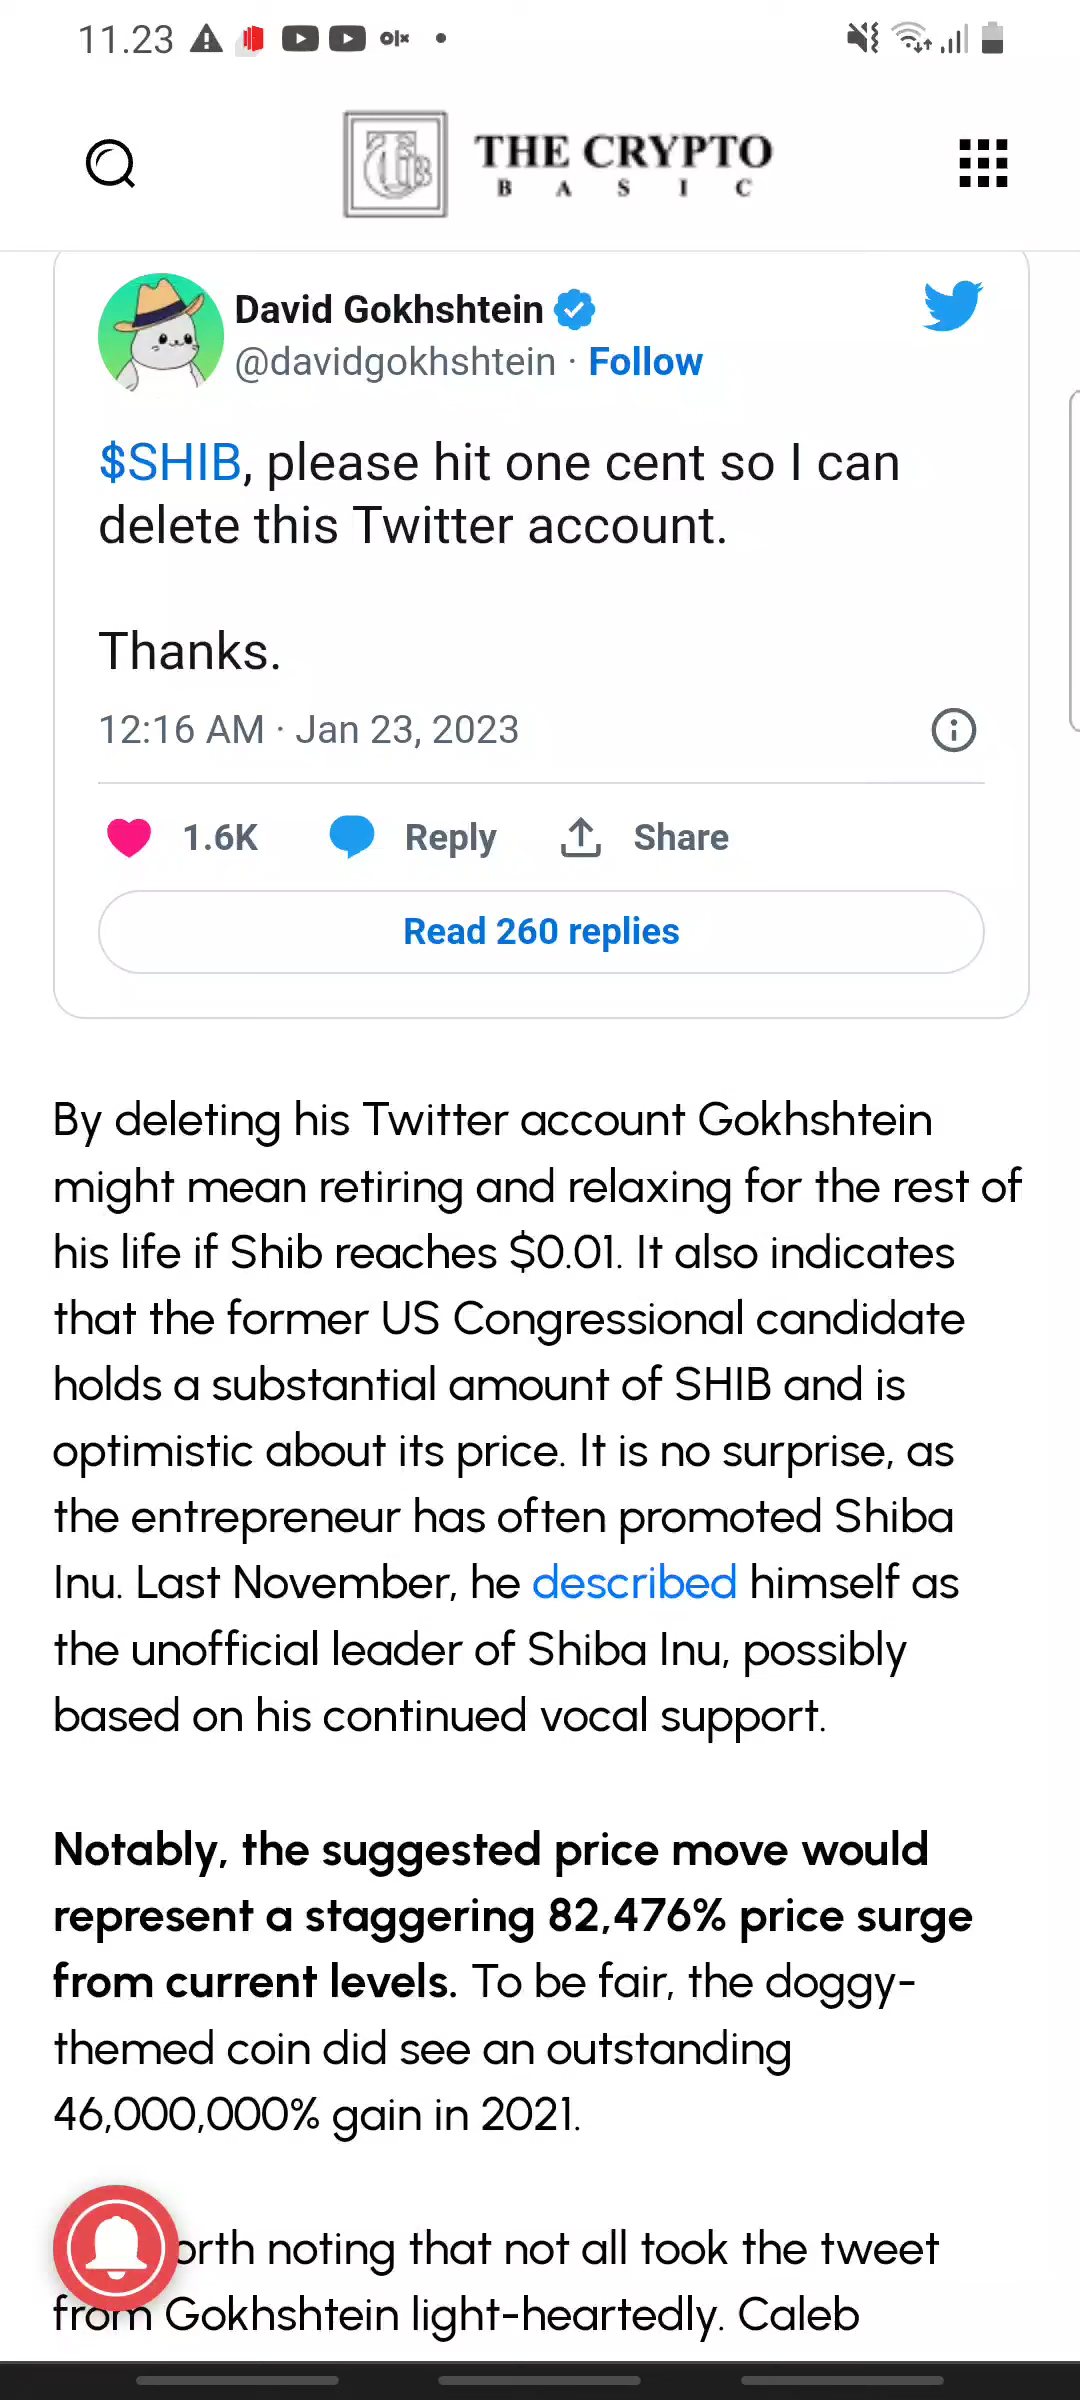 11.23
olx
THE CRYPTO
BASIC
David Gokhshtein
@davidgokhshtein · Follow
$SHIB, please hit one cent so I can
delete this Twitter account.
Thanks.
12:16 AM · Jan 23, 2023
1.6K Reply Share
Read 260 replies
By deleting his Twitter account Gokhshtein
might mean retiring and relaxing for the rest of
his life if Shib reaches $0.01. It also indicates
that the former US Congressional candidate
holds a substantial amount of SHIB and is
optimistic about its price. It is no surprise, as
the entrepreneur has often promoted Shiba
Inu. Last November, he described himself as
the unofficial leader of Shiba Inu, possibly
based on his continued vocal support.
Notably, the suggested price move would
represent a staggering 82,476% price surge
from current levels. To be fair, the doggy-
themed coin did see an outstanding
46,000,000% gain in 2021.
orth noting that not all took the tweet
from Gokhshtein light-heartedly. Caleb